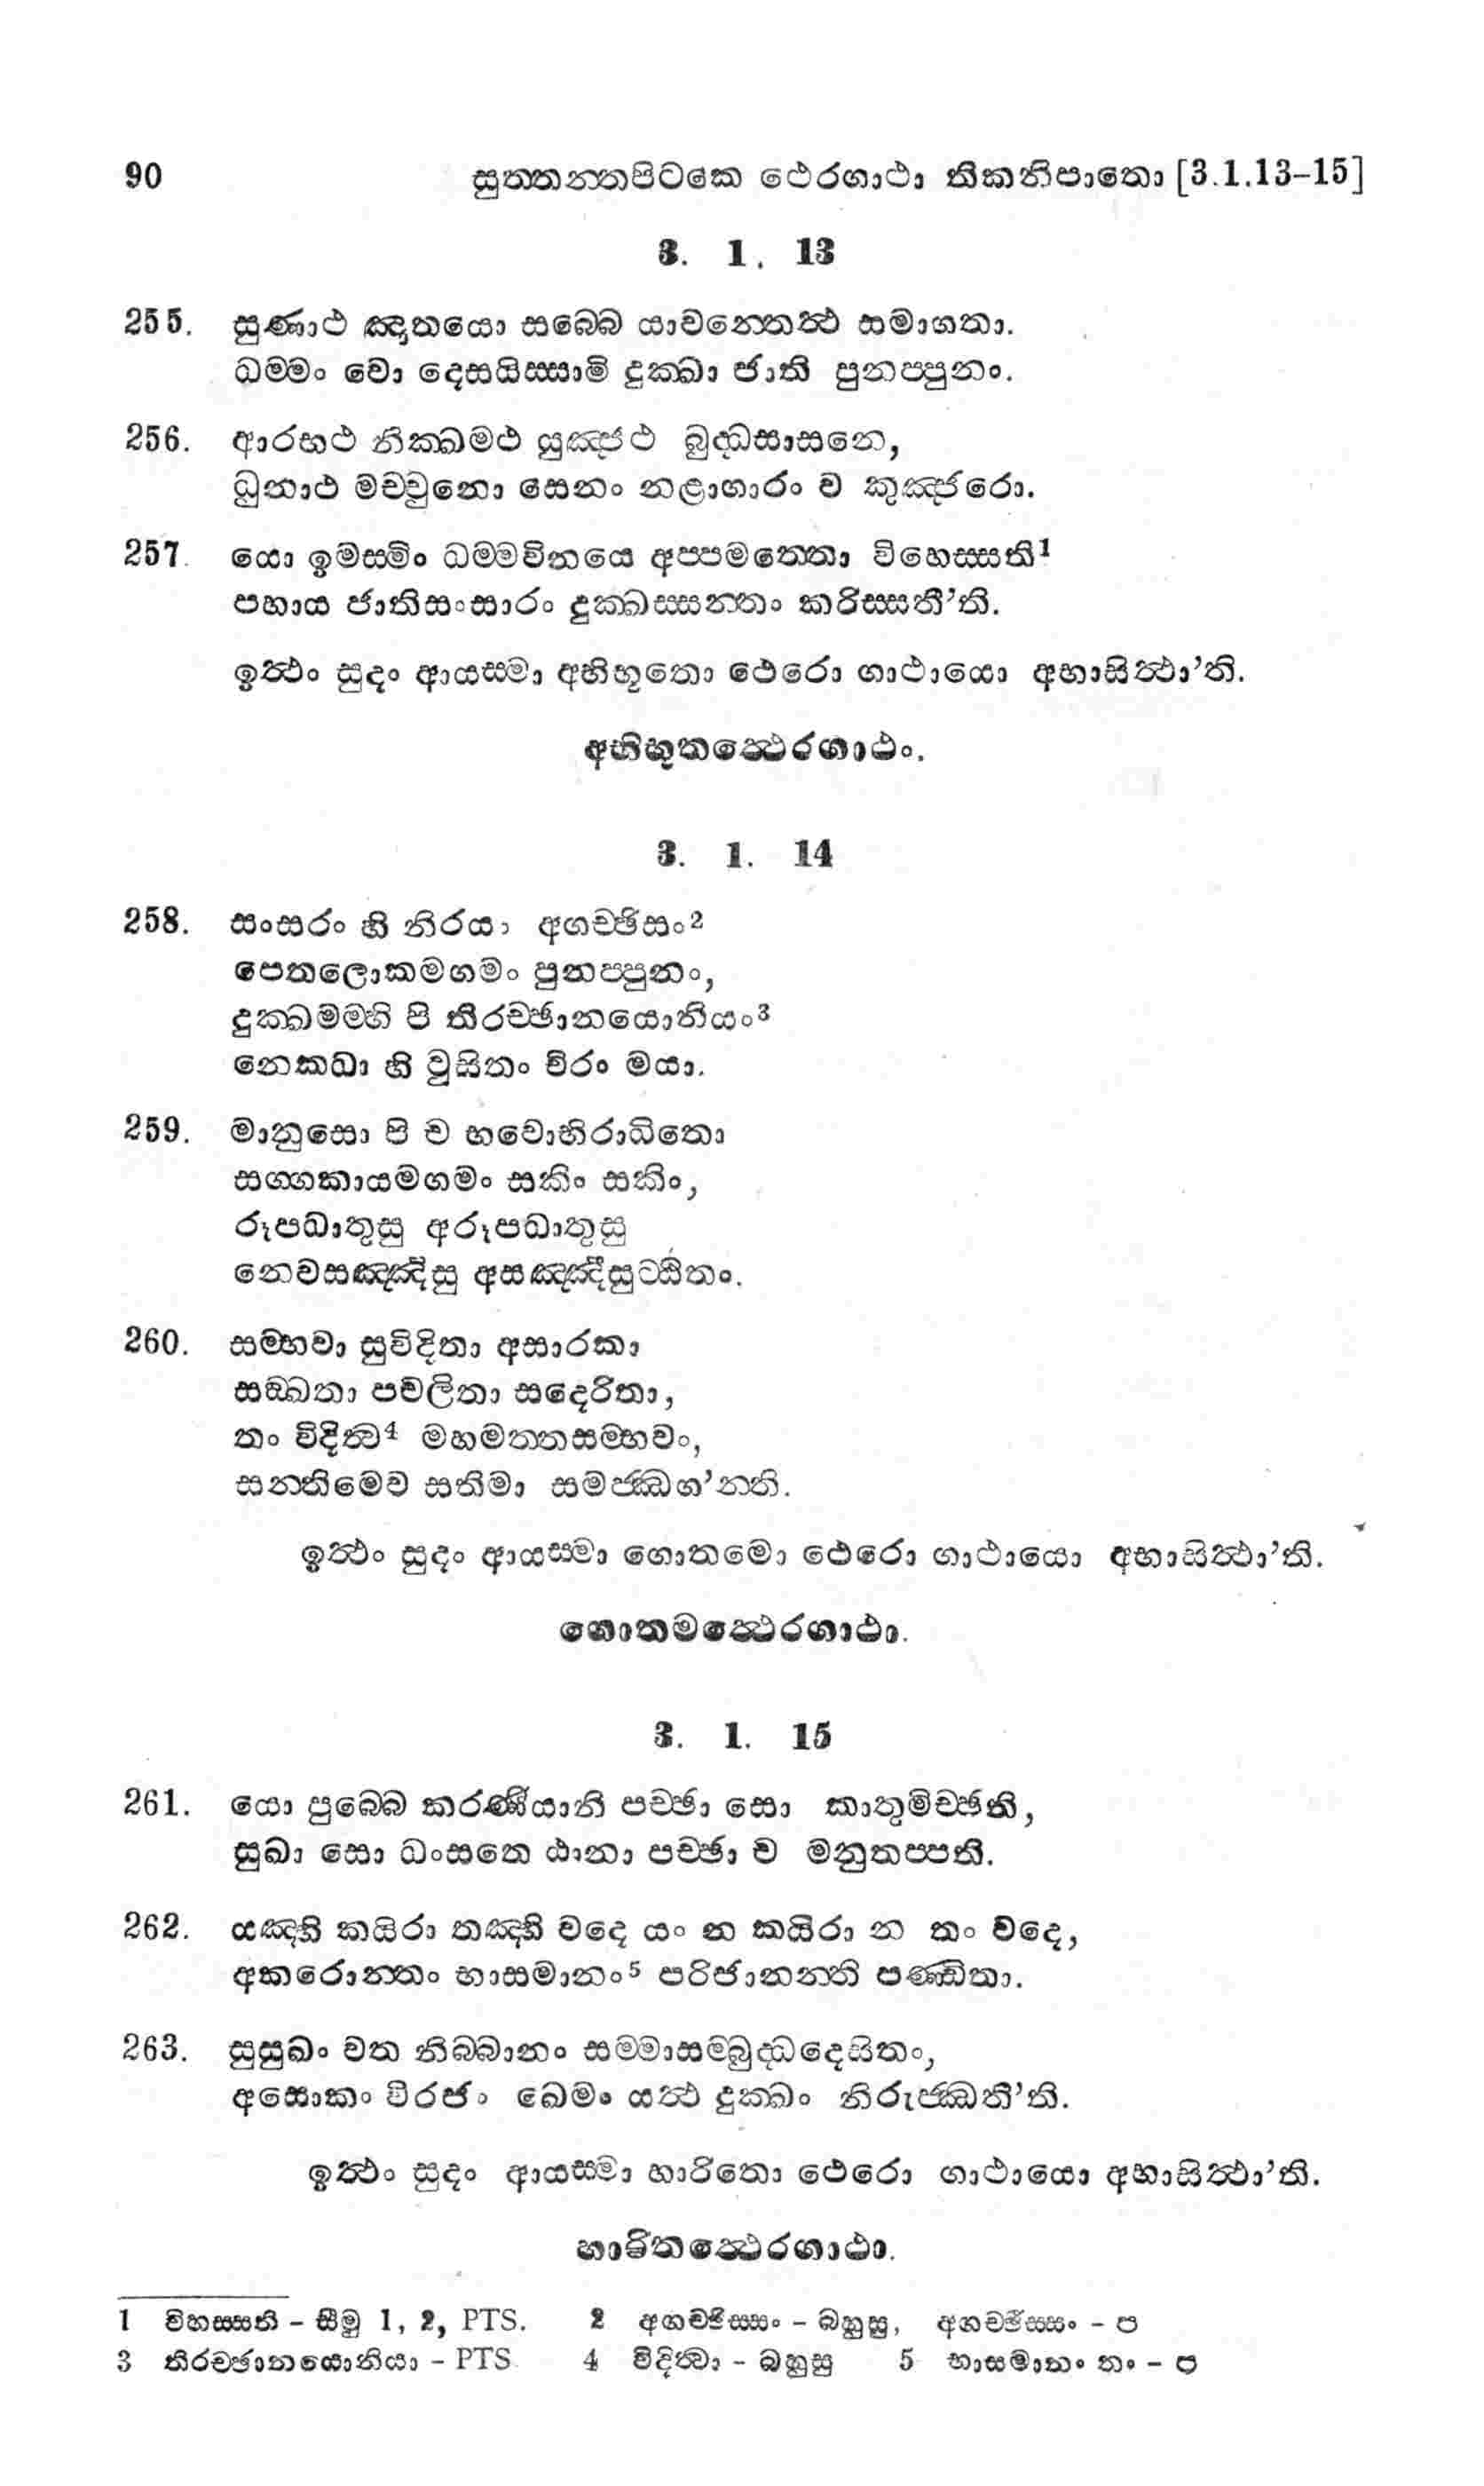 90 සුත්තන්තපිටකෙ ථෙරගාථා තිකනිපාතො [3.1.13–15]
3. 1. 13
255. සුණාථ ඤාතයො සබ්බෙ යාවන්තෙත්ථ සමාගතා.
ධම්මං වො දෙසයිස්සාමි දුක්ඛා ජාති පුනප්පුනං.
256. ආරභථ නික්ඛමථ යුඤ්ජථ බුද්ධසාසනෙ,
ධුනාථ මච්චුනො සෙනං නළාගාරං ව කුඤ්ජරො.
257. යො ඉමස්මිං ධම්මවිනයෙ අප්පමත්තො විහෙස්සති1
පහාය ජාතිසංසාරං දුක්ඛස්සන්තං කරිස්සතී’ති.
ඉත්ථං සුදං ආයස්මා අභිභූතො ථෙරො ගාථායො අභාසිත්ථා’ති.
අභිභූතත්ථෙරගාථං.
3. 1. 14
258. සංසරං හි නිරයා අගච්ඡිසං2
පෙතලොකමගමං පුනප්පුනං,
දුක්ඛමම්හි පි තිරච්ඡානයොනියං3
නෙකධා හි වූසිතං චිරං මයා.
259. මානුසො පි ච භවොභිරාධිතො
සග්ගකායමගමං සකිං සකිං,
රූපධාතුසු අරූපධාතුසු
නෙවසඤ්ඤීසු අසඤ්ඤීසුට්ඨිතං.
260. සම්භවා සුවිදිතා අසාරකා
සඞ්ඛතා පචලිතා සදෙරිතා,
තං විදිත්ව4 මහමත්තසම්භවං,
සන්තිමෙව සතිමා සමජ්ඣග’න්ති.
ඉත්ථං සුදං ආයස්මා ගොතමො ථෙරො ගාථායො අභාසිත්ථා’ති.
ගොතමත්ථෙරගාථා.
3. 1. 15
261. යො පුබ්බෙ කරණීයානි පච්ඡා සො කාතුමිච්ඡති,
සුඛා සො ධංසතෙ ඨානා පච්ඡා ච මනුතප්පති.
262. යඤ්හි කයිරා තඤ්හි වදෙ යං න කයිරා න තං වදෙ,
අකරොන්තං භාසමානං5 පරිජානන්ති පණ්ඩිතා.
263. සුසුඛං වත නිබ්බානං සම්මාසම්බුද්ධදෙසිතං,
අසොකං විරජං ඛෙමං යත්ථ දුක්ඛං නිරුජ්ඣතී’ති.
ඉත්ථං සුදං ආයස්මා හාරිතො ථෙරො ගාථායො අභාසිත්ථා’ති.
හාරිතත්ථෙරගාථා.
1 විහස්සති – සීමු 1, 2, PTS. 2 අගච්ඡිස්සං – බහුසු, අගච්ඡීස්සං – ප
3 තිරච්ඡානයොනියා – PTS 4 විදිත්වා – බහුසු 5 භාසමානං තං – ප